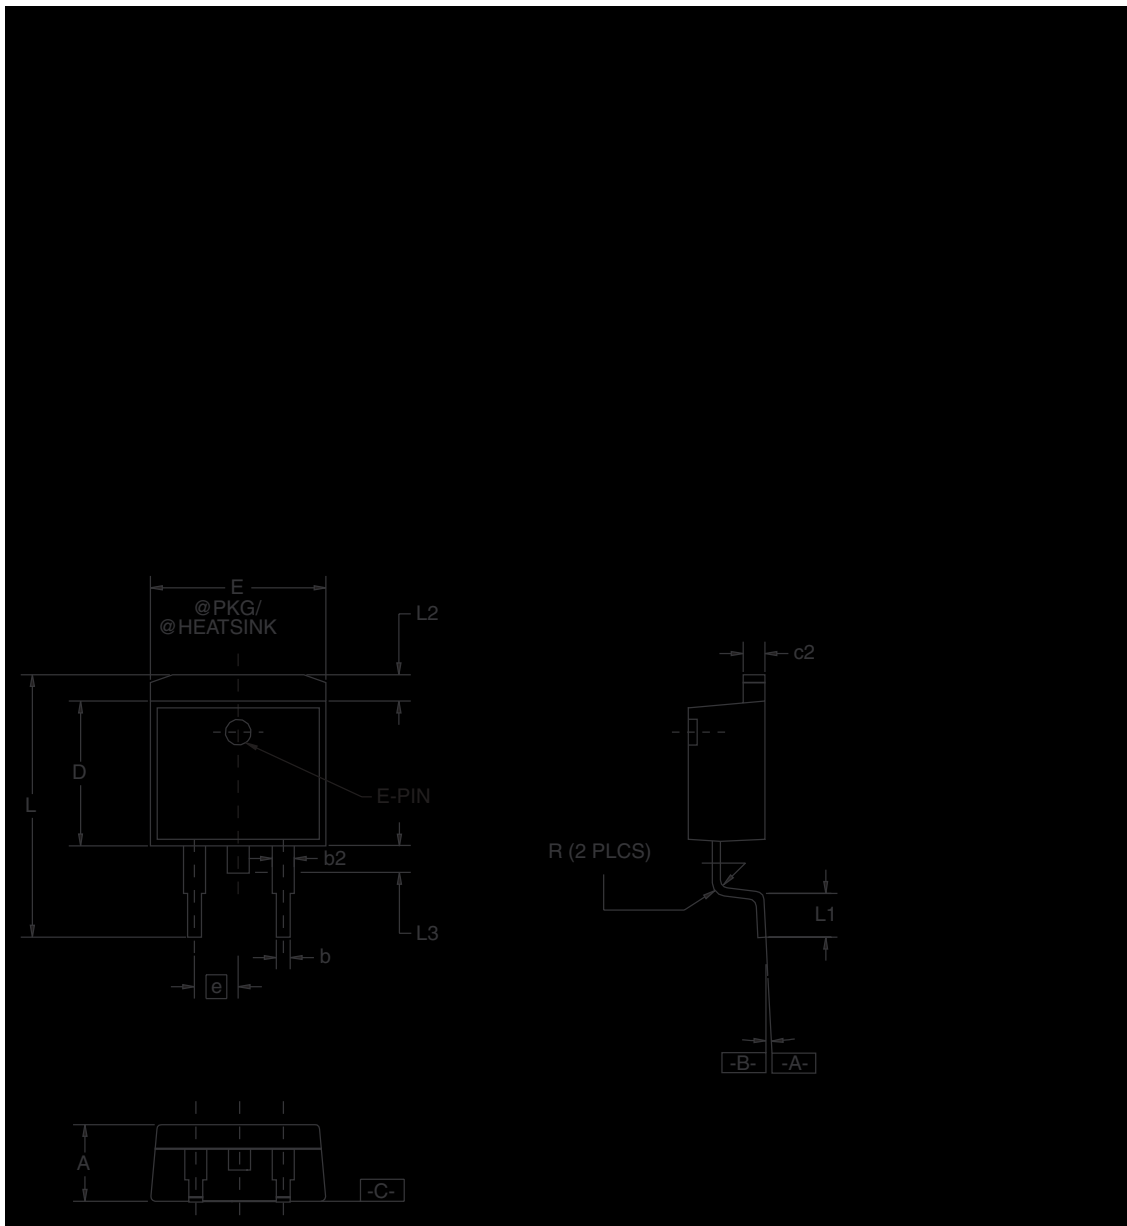 E
@PKG/
@HEATSINK
L2
c2
D
L
E-PIN
b2
R (2 PLCS)
L1
L3
b
e
-B-
-A-
A
-C-